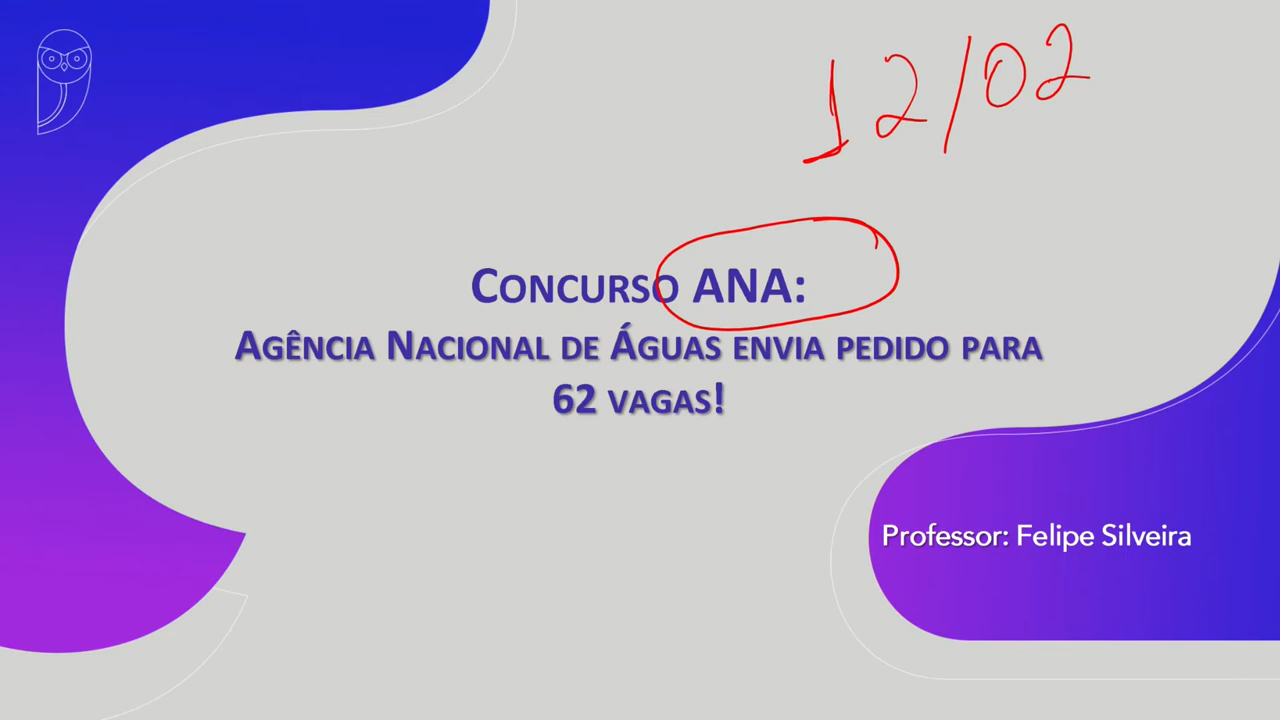 12/02
Concurso ANA:
Agência Nacional de Águas envia pedido para
62 vagas!
Professor: Felipe Silveira